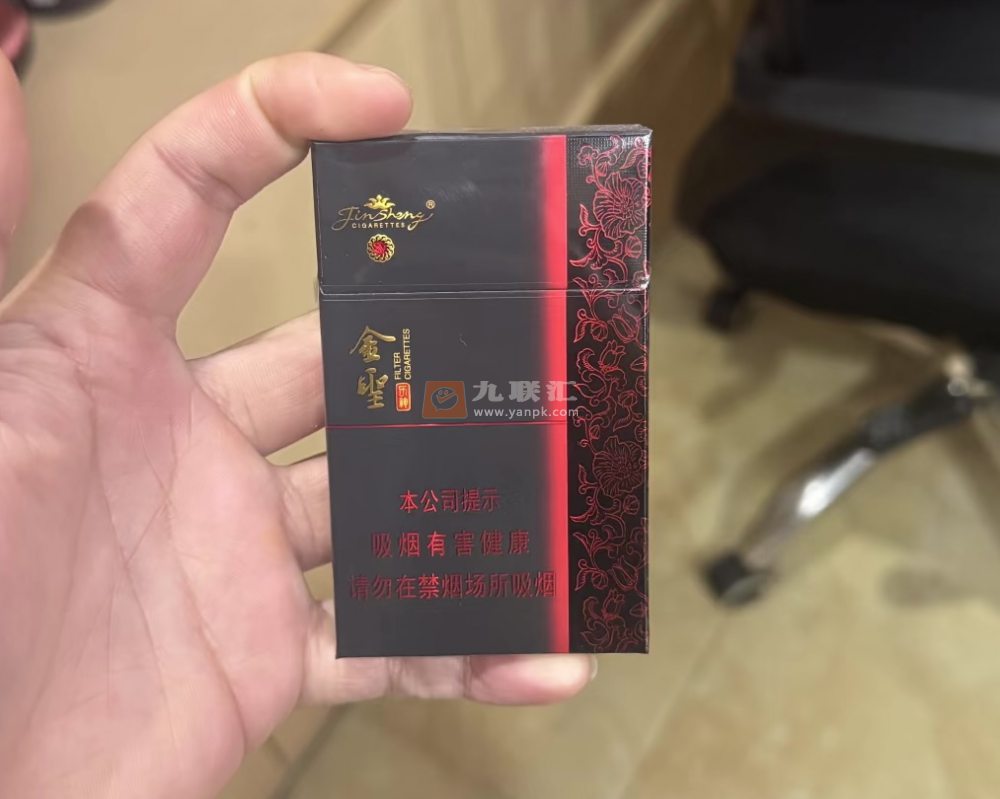 JinSheng®
CIGARETTES
金聖
FILTER
CIGARETTES
九联汇
www.yanpk.com
本公司提示
吸烟有害健康
请勿在禁烟场所吸烟